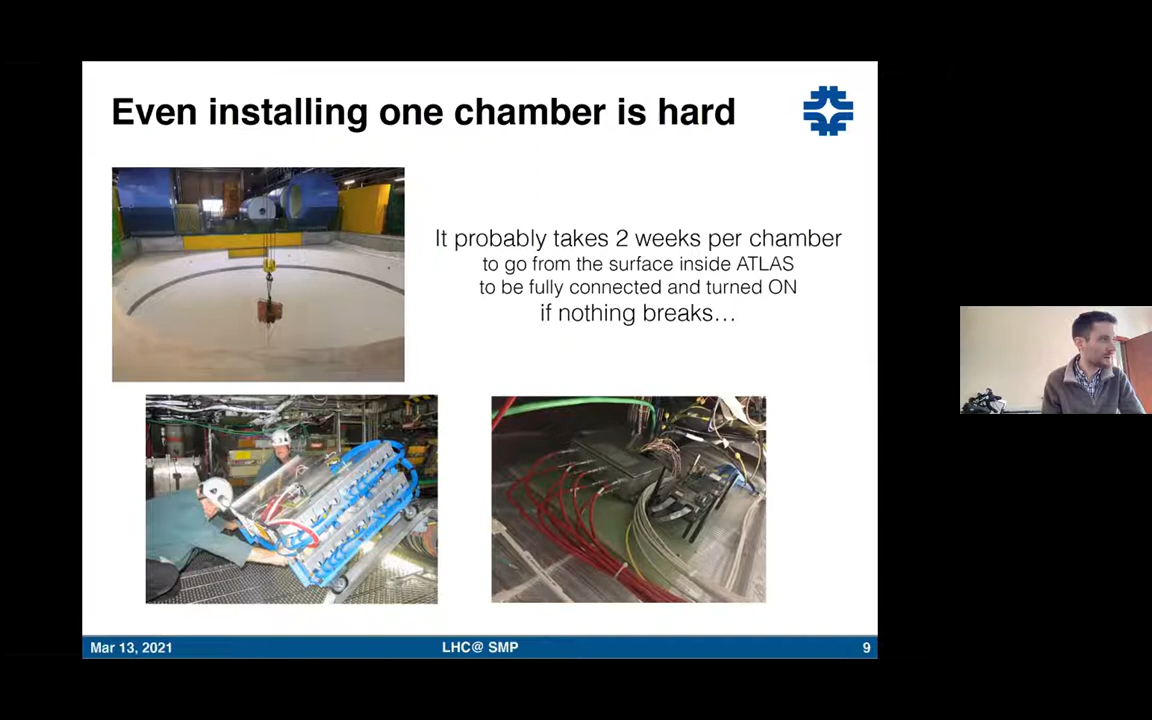 Even installing one chamber is hard
It probably takes 2 weeks per chamber
to go from the surface inside ATLAS
to be fully connected and turned ON
if nothing breaks…
Mar 13, 2021
LHC@ SMP
9